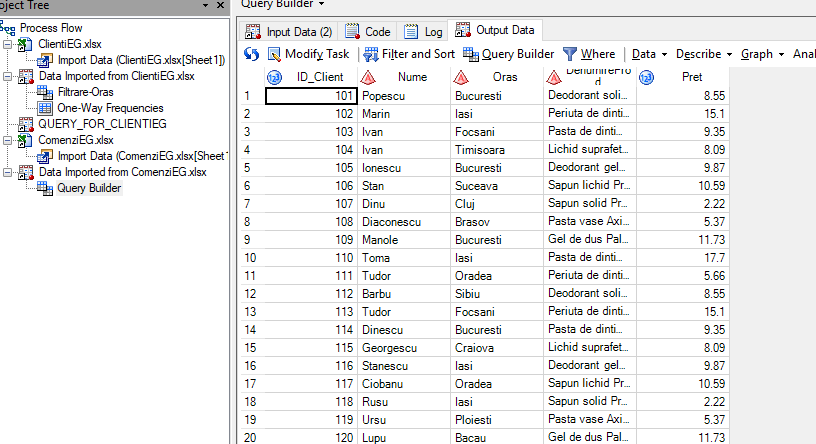 oject Tree
Process Flow
ClientiEG.xlsx
Import Data (ClientiEG.xlsx[Sheet1])
Data Imported from ClientiEG.xlsx
Filtrare-Oras
One-Way Frequencies
QUERY_FOR_CLIENTIEG
ComenziEG.xlsx
Import Data (ComenziEG.xlsx[Sheet1
Data Imported from ComenziEG.xlsx
Query Builder
Query Builder
Input Data (2) Code Log Output Data
Modify Task Filter and Sort Query Builder Where Data Describe Graph Anal
ID_Client Nume Oras DenumireProd Pret
1 101 Popescu Bucuresti Deodorant soli... 8.55
2 102 Marin Iasi Periuta de dinti... 15.1
3 103 Ivan Focsani Pasta de dinti... 9.35
4 104 Ivan Timisoara Lichid suprafet... 8.09
5 105 Ionescu Bucuresti Deodorant gel... 9.87
6 106 Stan Suceava Sapun lichid Pr... 10.59
7 107 Dinu Cluj Sapun solid Pr... 2.22
8 108 Diaconescu Brasov Pasta vase Axi... 5.37
9 109 Manole Bucuresti Gel de dus Pal... 11.73
10 110 Toma Iasi Pasta de dinti... 17.7
11 111 Tudor Oradea Periuta de dinti... 5.66
12 112 Barbu Sibiu Deodorant soli... 8.55
13 113 Tudor Focsani Periuta de dinti... 15.1
14 114 Dinescu Bucuresti Pasta de dinti... 9.35
15 115 Georgescu Craiova Lichid suprafet... 8.09
16 116 Stanescu Iasi Deodorant gel... 9.87
17 117 Ciobanu Oradea Sapun lichid Pr... 10.59
18 118 Rusu Iasi Sapun solid Pr... 2.22
19 119 Ursu Ploiesti Pasta vase Axi... 5.37
20 120 Lupu Bacau Gel de dus Pal... 11.73